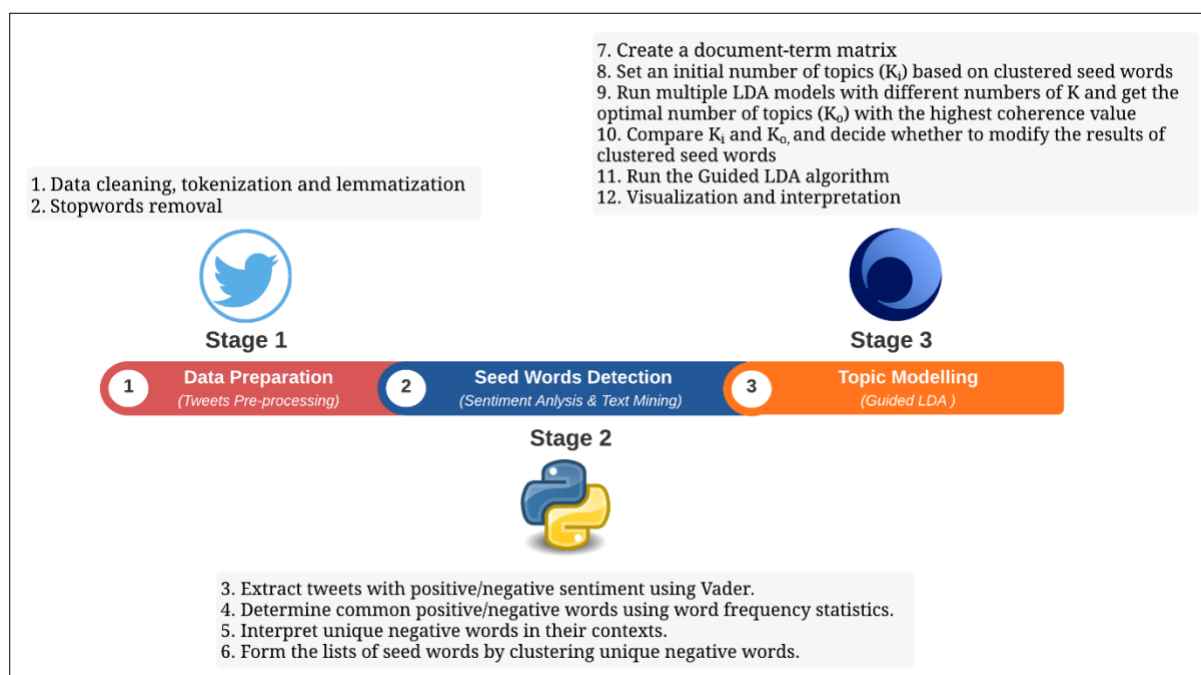 7. Create a document-term matrix
8. Set an initial number of topics (Ki) based on clustered seed words
9. Run multiple LDA models with different numbers of K and get the
optimal number of topics (Ko) with the highest coherence value
10. Compare Ki and Ko, and decide whether to modify the results of
clustered seed words
11. Run the Guided LDA algorithm
12. Visualization and interpretation
1. Data cleaning, tokenization and lemmatization
2. Stopwords removal
Stage 1
Stage 3
1
Data Preparation
(Tweets Pre-processing)
2
Seed Words Detection
(Sentiment Anlysis & Text Mining)
3
Topic Modelling
(Guided LDA )
Stage 2
3. Extract tweets with positive/negative sentiment using Vader.
4. Determine common positive/negative words using word frequency statistics.
5. Interpret unique negative words in their contexts.
6. Form the lists of seed words by clustering unique negative words.